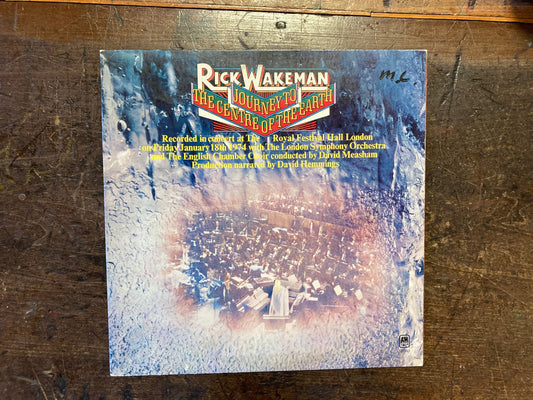 RICK WAKEMAN
JOURNEY TO
THE CENTRE OF THE EARTH
Recorded in concert at The Royal Festival Hall London
on Friday January 18th 1974 with The London Symphony Orchestra
and The English Chamber Choir conducted by David Measham
Production narrated by David Hemmings
A&M